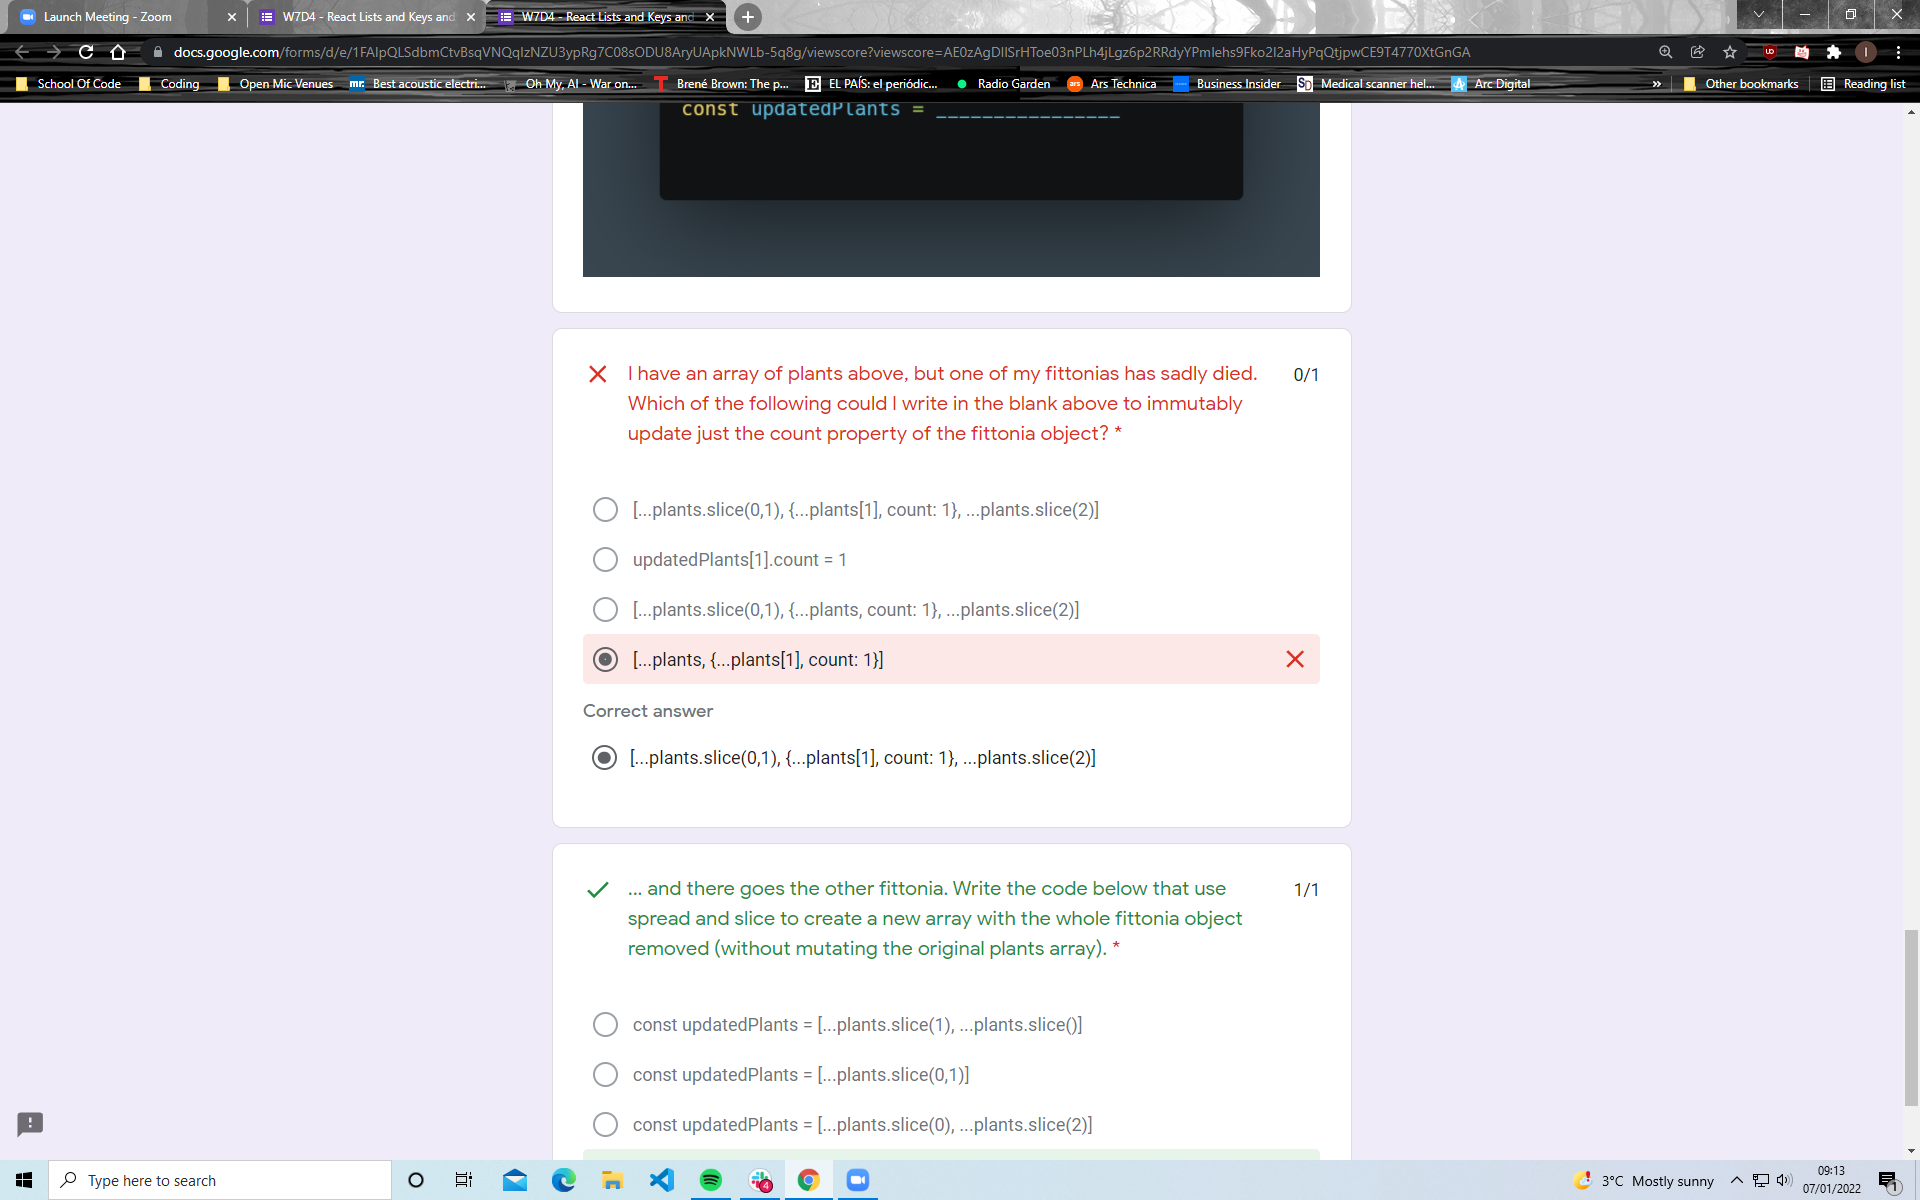 Launch Meeting - Zoom
W7D4 - React Lists and Keys and
W7D4 - React Lists and Keys and
docs.google.com/forms/d/e/1FAIpQLSdbmCtvBsqVNQqIzNZU3ypRg7C08sODU8AryUApkNWLb-5q8g/viewscore?viewscore=AE0zAgDIlSrHToe03nPLh4jLgz6p2RRdyYPmlehs9Fko2I2aHyPqQtjpwCE9T4770XtGnGA
School Of Code
Coding
Open Mic Venues
mr. Best acoustic electri...
Oh My, AI - War on...
T Brené Brown: The p...
EL PAÍS: el periódic...
Radio Garden
ars Ars Technica
Business Insider
SD Medical scanner hel...
Arc Digital
»
Other bookmarks
Reading list
const updatedPlants = ________________
I have an array of plants above, but one of my fittonias has sadly died.
0/1
Which of the following could I write in the blank above to immutably
update just the count property of the fittonia object? *
[...plants.slice(0,1), {...plants[1], count: 1}, ...plants.slice(2)]
updatedPlants[1].count = 1
[...plants.slice(0,1), {...plants, count: 1}, ...plants.slice(2)]
[...plants, {...plants[1], count: 1}]
Correct answer
[...plants.slice(0,1), {...plants[1], count: 1}, ...plants.slice(2)]
... and there goes the other fittonia. Write the code below that use
1/1
spread and slice to create a new array with the whole fittonia object
removed (without mutating the original plants array). *
const updatedPlants = [...plants.slice(1), ...plants.slice()]
const updatedPlants = [...plants.slice(0,1)]
const updatedPlants = [...plants.slice(0), ...plants.slice(2)]
Type here to search
4
3°C Mostly sunny
09:13
07/01/2022
1